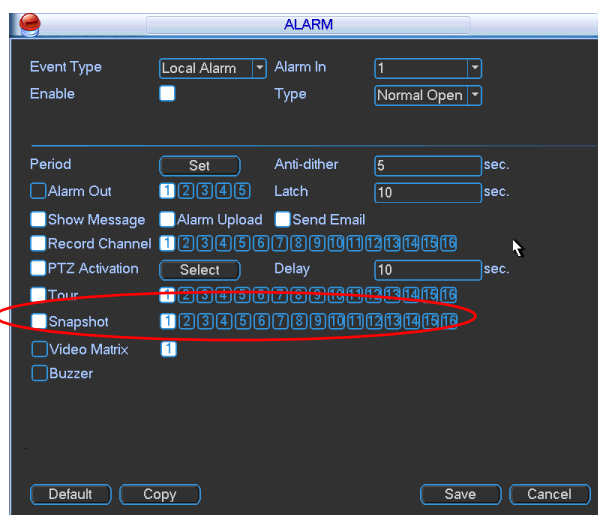 ALARM
Event Type Local Alarm Alarm In 1
Enable Type Normal Open
Period Set Anti-dither 5 sec.
Alarm Out 1 2 3 4 5 Latch 10 sec.
Show Message Alarm Upload Send Email
Record Channel 1 2 3 4 5 6 7 8 9 10 11 12 13 14 15 16
PTZ Activation Select Delay 10 sec.
Tour 1 2 3 4 5 6 7 8 9 10 11 12 13 14 15 16
Snapshot 1 2 3 4 5 6 7 8 9 10 11 12 13 14 15 16
Video Matrix 1
Buzzer
Default Copy Save Cancel